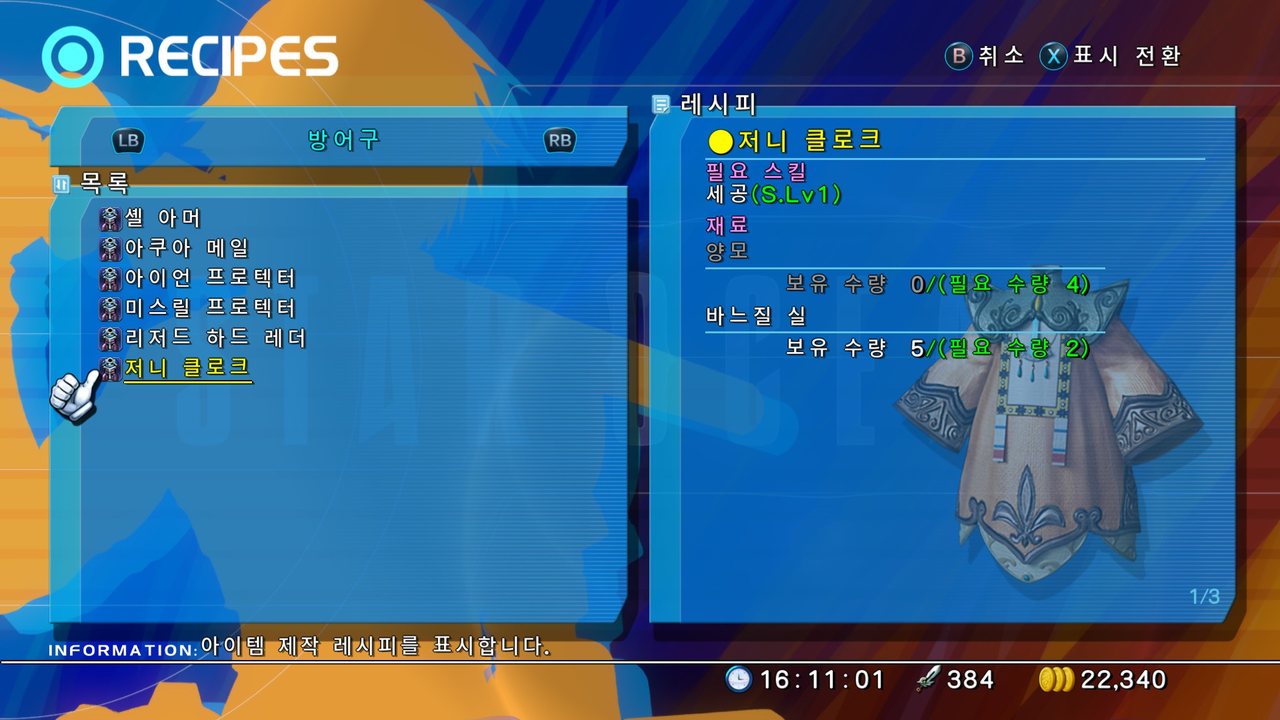 RECIPES
B 취소 X 표시 전환
LB 방어구 RB
목록
셸 아머
아쿠아 메일
아이언 프로텍터
미스릴 프로텍터
리저드 하드 레더
저니 클로크
레시피
저니 클로크
필요 스킬
세공(S.Lv1)
재료
양모
보유 수량 0/(필요 수량 4)
바느질 실
보유 수량 5/(필요 수량 2)
1/3
INFORMATION:아이템 제작 레시피를 표시합니다.
16:11:01 384 22,340